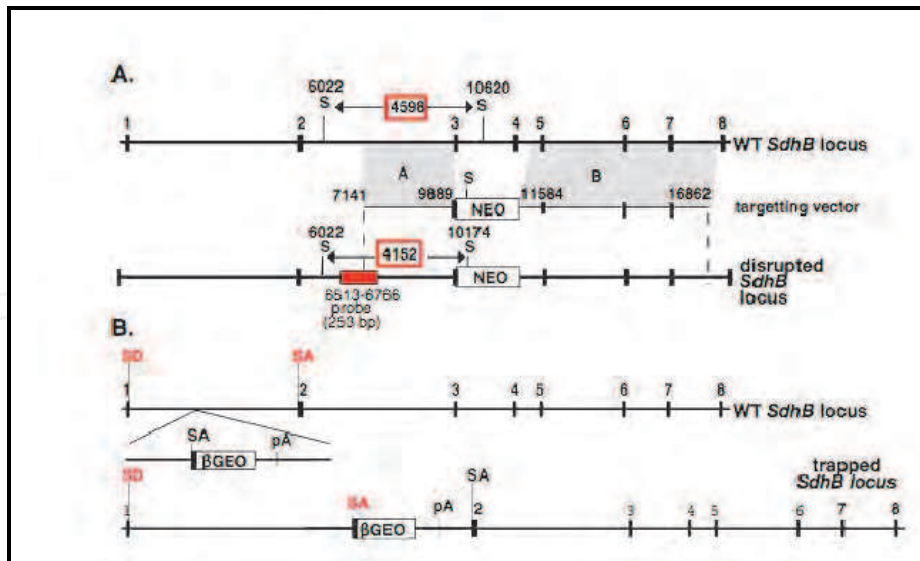 A.
6022 10620
S 4598 S
1 2 3 4 5 6 7 8
WT SdhB locus
A S B
7141 9889 11584 16862
NEO targetting vector
6022 10174
S 4152 S
NEO disrupted
SdhB
locus
6513-6766
probe
(253 bp)
B.
SD SA
1 2 3 4 5 6 7 8
WT SdhB locus
SA pA
βGEO
SD SA pA SA trapped
SdhB locus
1 βGEO 2 3 4 5 6 7 8